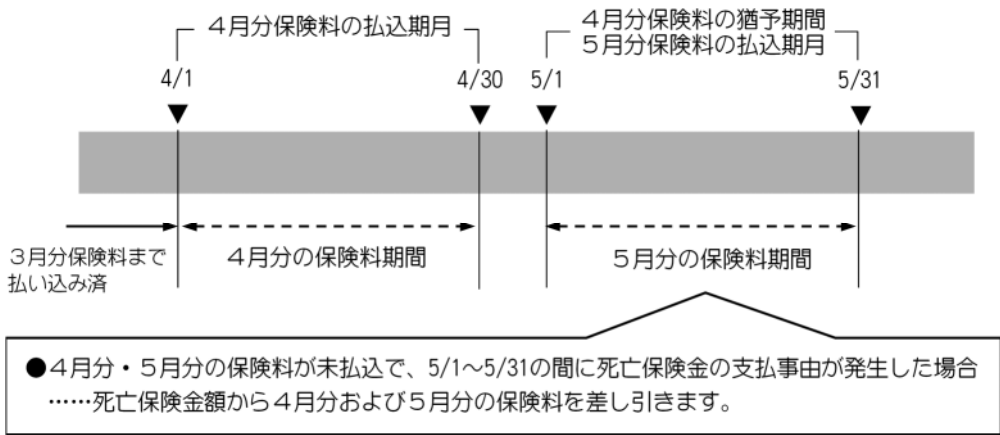 ４月分保険料の払込期月
４月分保険料の猶予期間
５月分保険料の払込期月
4/1
4/30
5/1
5/31
３月分保険料まで
払い込み済
４月分の保険料期間
５月分の保険料期間
●４月分・５月分の保険料が未払込で、5/1～5/31の間に死亡保険金の支払事由が発生した場合
……死亡保険金額から４月分および５月分の保険料を差し引きます。